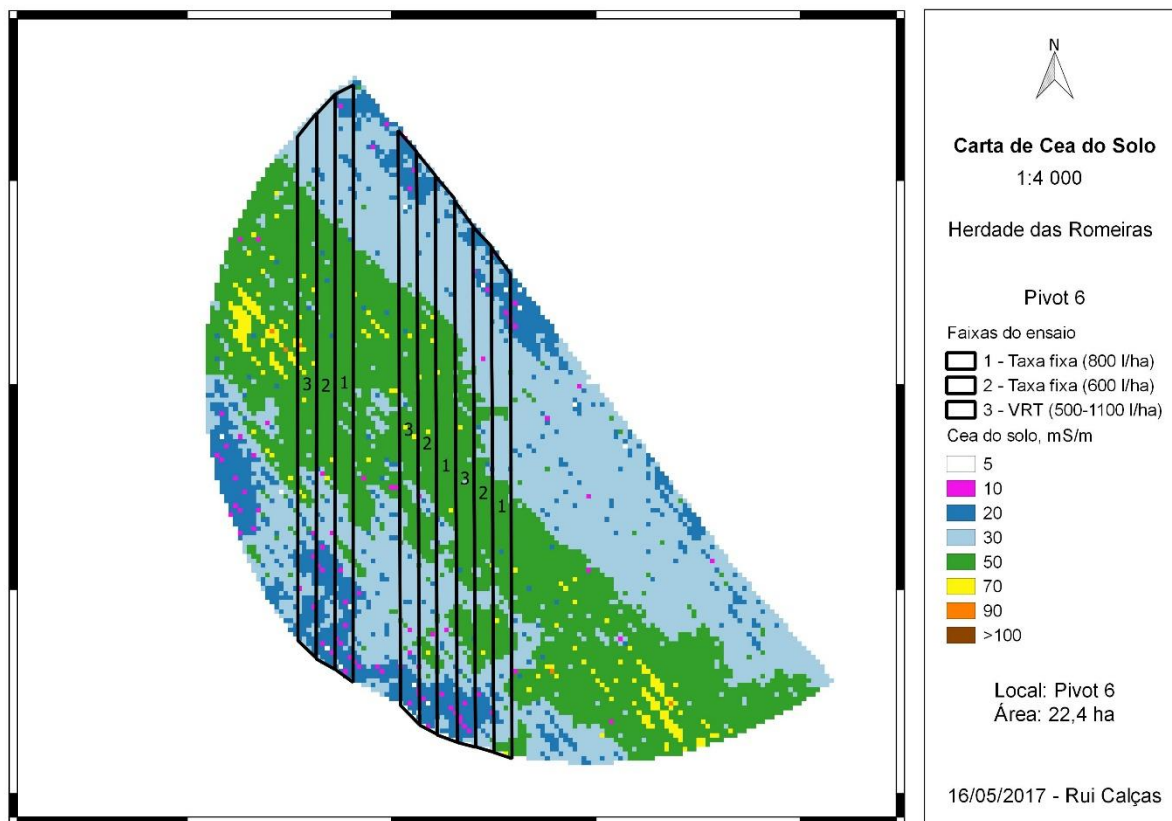 N
Carta de Cea do Solo
1:4 000
Herdade das Romeiras
Pivot 6
Faixas do ensaio
1 - Taxa fixa (800 l/ha)
2 - Taxa fixa (600 l/ha)
3 - VRT (500-1100 l/ha)
Cea do solo, mS/m
5
10
20
30
50
70
90
>100
Local: Pivot 6
Área: 22,4 ha
16/05/2017 - Rui Calças
3 2 1
3 2 1 3 2 1